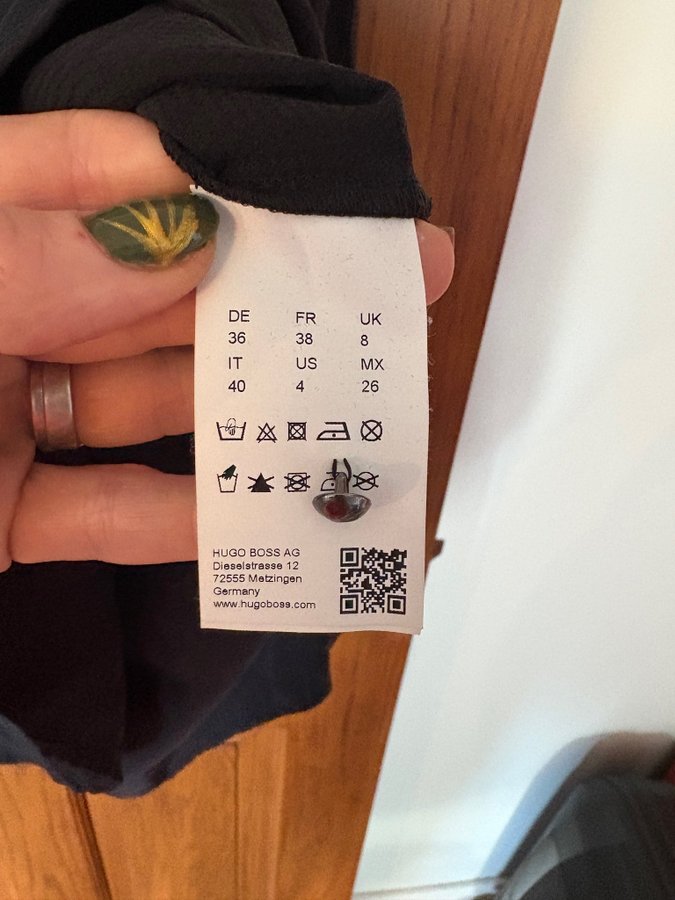 DE FR UK
36 38 8
IT US MX
40 4 26
HUGO BOSS AG
Dieselstrasse 12
72555 Metzingen
Germany
www.hugoboss.com